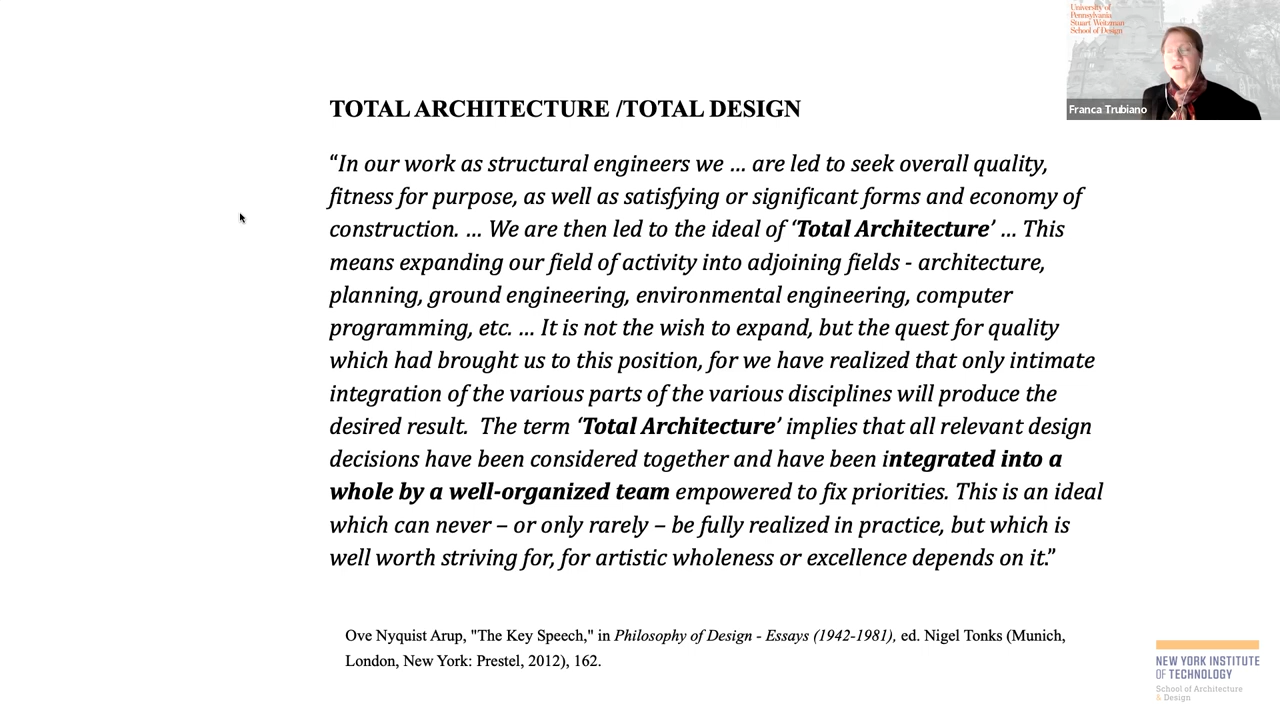 University of
Pennsylvania
Stuart Weitzman
School of Design
Franca Trubiano
TOTAL ARCHITECTURE /TOTAL DESIGN
“In our work as structural engineers we … are led to seek overall quality,
fitness for purpose, as well as satisfying or significant forms and economy of
construction. … We are then led to the ideal of ‘Total Architecture’ … This
means expanding our field of activity into adjoining fields - architecture,
planning, ground engineering, environmental engineering, computer
programming, etc. … It is not the wish to expand, but the quest for quality
which had brought us to this position, for we have realized that only intimate
integration of the various parts of the various disciplines will produce the
desired result.  The term ‘Total Architecture’ implies that all relevant design
decisions have been considered together and have been integrated into a
whole by a well-organized team empowered to fix priorities. This is an ideal
which can never – or only rarely – be fully realized in practice, but which is
well worth striving for, for artistic wholeness or excellence depends on it.”
Ove Nyquist Arup, "The Key Speech," in Philosophy of Design - Essays (1942-1981), ed. Nigel Tonks (Munich,
London, New York: Prestel, 2012), 162.
NEW YORK INSTITUTE
OF TECHNOLOGY
School of Architecture
& Design